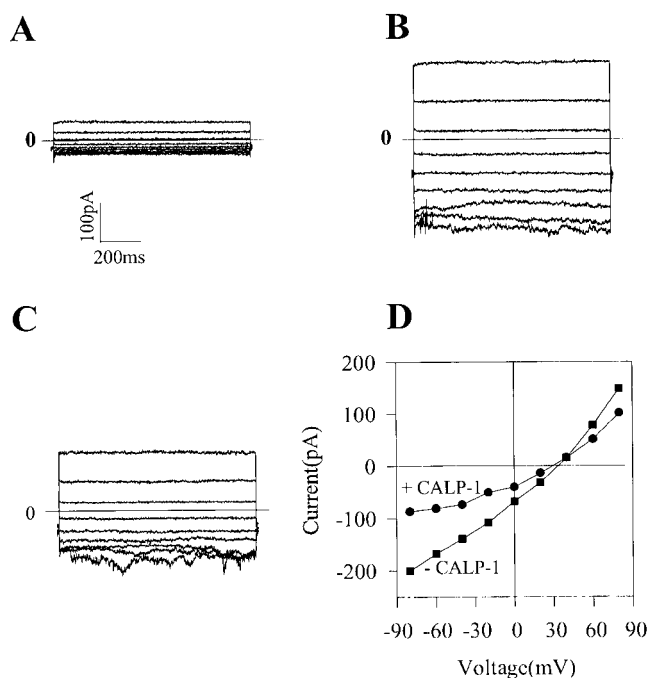 A
B
0
0
100pA
200ms
C
D
0
200
100
0
-100
-200
Current(pA)
+ CALP-1
- CALP-1
-90 -60 -30 0 30 60 90
Voltage(mV)